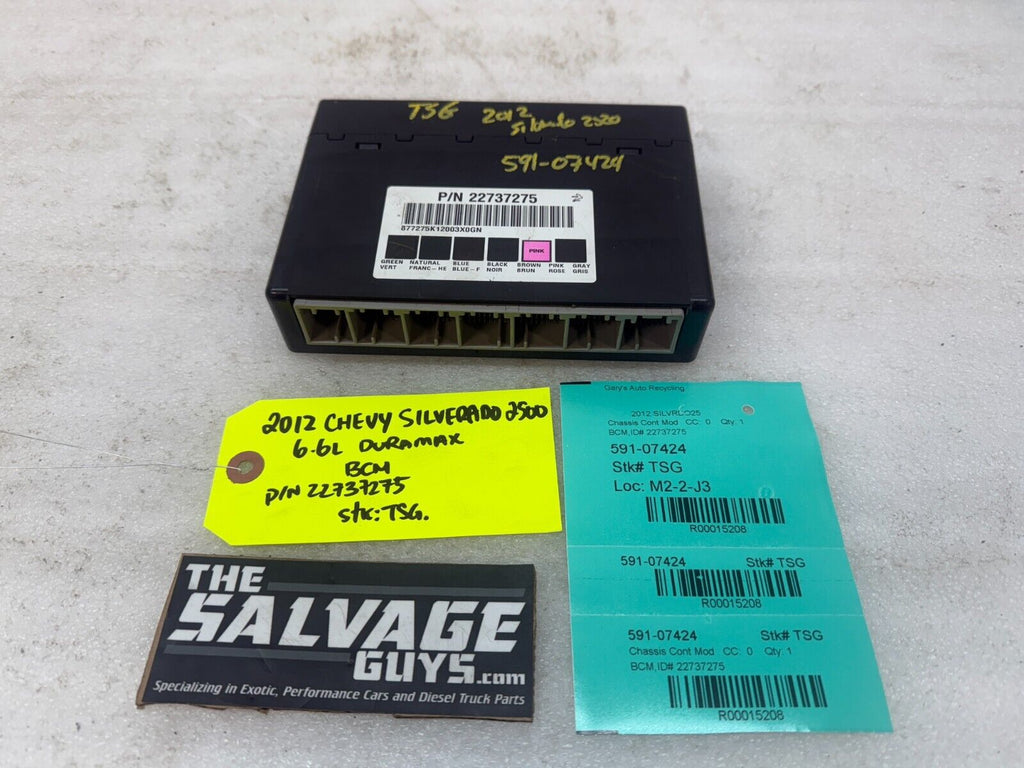 TSG 2012
Silverado 2500
591-07424
P/N 22737275
877275K12003X0GN
PINK
GREEN NATURAL BLUE BLACK BROWN PINK GRAY
VERT FRANC-HE BLUE-F NOIR BRUN ROSE GRIS
2012 CHEVY SILVERADO 2500
6.6L DURAMAX
BCM
P/N 22737275
stk: TSG.
Gary's Auto Recycling
2012 SILVRDO25
Chassis Cont Mod CC: 0 Qty. 1
BCM,ID# 22737275
591-07424
Stk# TSG
Loc: M2-2-J3
R00015208
591-07424 Stk# TSG
R00015208
591-07424 Stk# TSG
Chassis Cont Mod CC: 0 Qty. 1
BCM,ID# 22737275
R00015208
THE
SALVAGE
GUYS.com
Specializing in Exotic, Performance Cars and Diesel Truck Parts